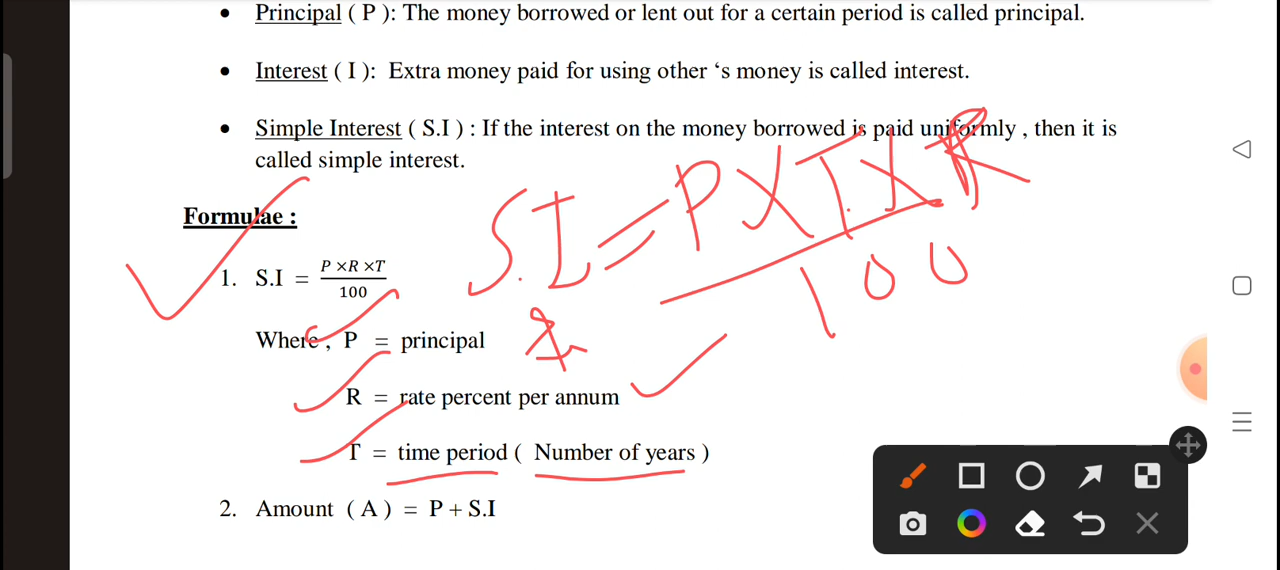 • Principal ( P ): The money borrowed or lent out for a certain period is called principal.
• Interest ( I ): Extra money paid for using other ‘s money is called interest.
• Simple Interest ( S.I ) : If the interest on the money borrowed is paid uniformly , then it is
called simple interest.
Formulae :
S.I = P X T X R
100
1. S.I = P ×R ×T
100
Where , P = principal
R = rate percent per annum
T = time period ( Number of years )
2. Amount ( A ) = P + S.I